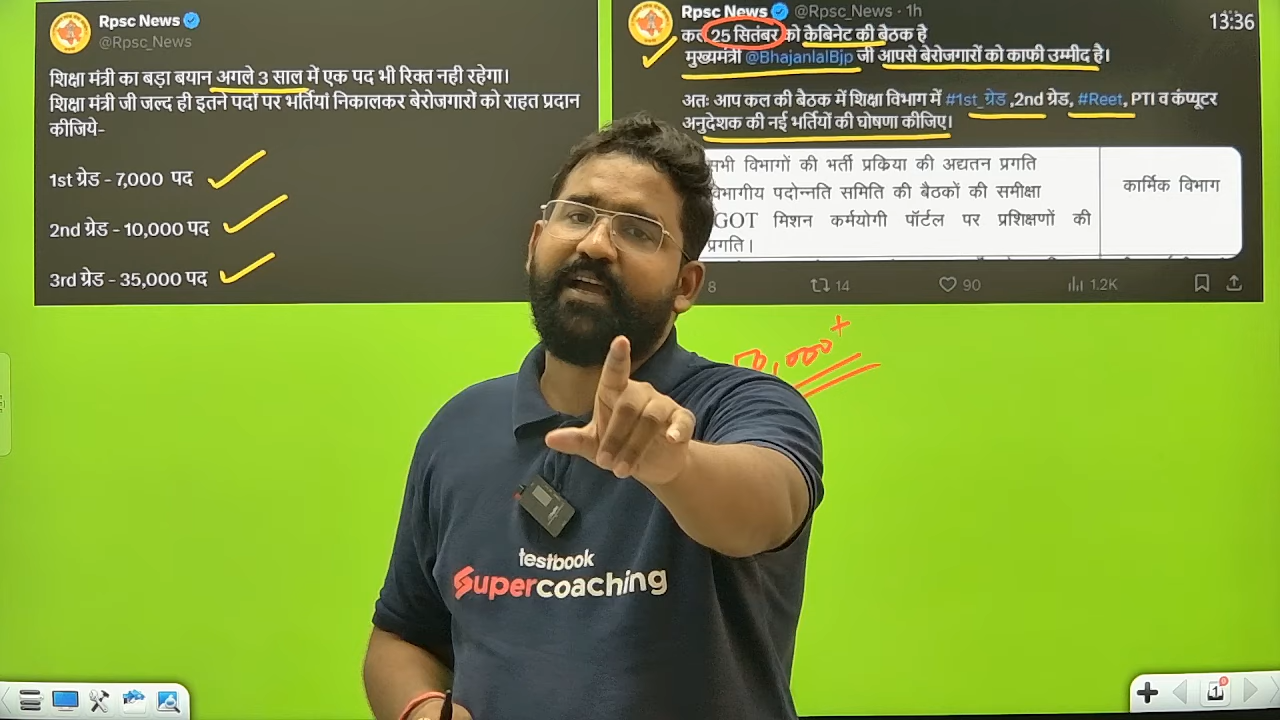 Rpsc News
@Rpsc_News
शिक्षा मंत्री का बड़ा बयान अगले 3 साल में एक पद भी रिक्त नही रहेगा।
शिक्षा मंत्री जी जल्द ही इतने पदों पर भर्तियां निकालकर बेरोजगारों को राहत प्रदान
कीजिये-
1st ग्रेड - 7,000 पद
2nd ग्रेड - 10,000 पद
3rd ग्रेड - 35,000 पद
Rpsc News @Rpsc_News · 1h
13:36
कल 25 सितंबर को कैबिनेट की बैठक है
मुख्यमंत्री @BhajanlalBjp जी आपसे बेरोजगारों को काफी उम्मीद है।
अतः आप कल की बैठक में शिक्षा विभाग में #1st_ग्रेड ,2nd ग्रेड, #Reet, PTI व कंप्यूटर
अनुदेशक की नई भर्तियों की घोषणा कीजिए।
सभी विभागों की भर्ती प्रक्रिया की अद्यतन प्रगति
विभागीय पदोन्नति समिति की बैठकों की समीक्षा
GOT मिशन कर्मयोगी पॉर्टल पर प्रशिक्षणों की
प्रगति।
कार्मिक विभाग
8 14 90 1.2K
testbook
Supercoaching
1